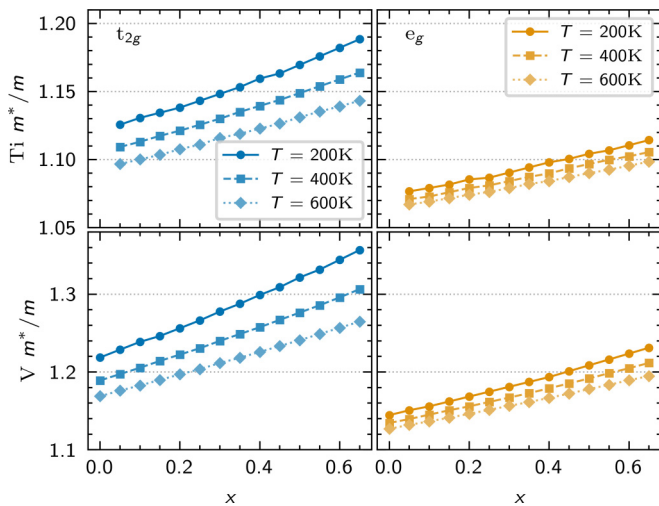 t2g
eg
1.20
1.15
1.10
1.05
Ti m*/m
T = 200K
T = 400K
T = 600K
T = 200K
T = 400K
T = 600K
1.3
1.2
1.1
V m*/m
0.0 0.2 0.4 0.6
0.0 0.2 0.4 0.6
x
x